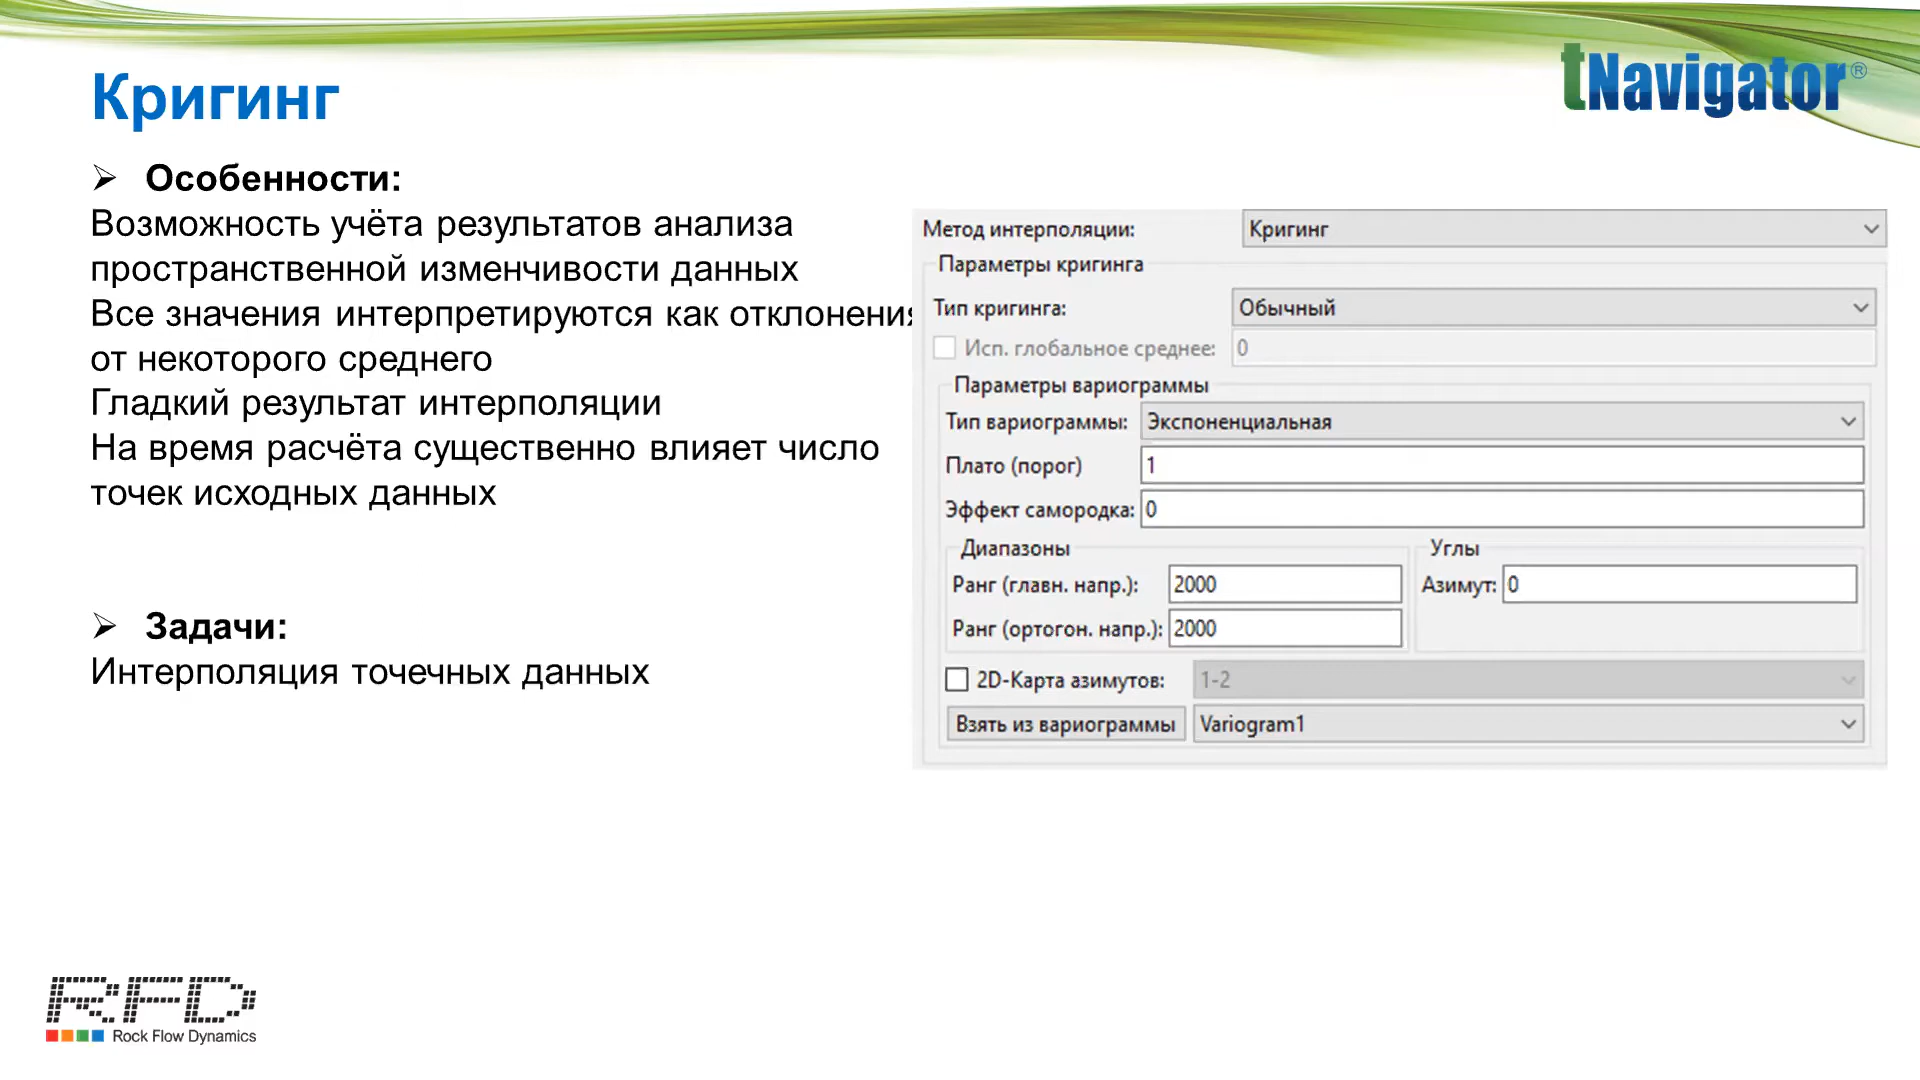 tNavigator®
Кригинг
➢ Особенности:
Возможность учёта результатов анализа
пространственной изменчивости данных
Все значения интерпретируются как отклонения
от некоторого среднего
Гладкий результат интерполяции
На время расчёта существенно влияет число
точек исходных данных
➢ Задачи:
Интерполяция точечных данных
Метод интерполяции: Кригинг
Параметры кригинга
Тип кригинга: Обычный
Исп. глобальное среднее: 0
Параметры вариограммы
Тип вариограммы: Экспоненциальная
Плато (порог) 1
Эффект самородка: 0
Диапазоны
Ранг (главн. напр.): 2000
Ранг (ортогон. напр.): 2000
Углы
Азимут: 0
2D-Карта азимутов: 1-2
Взять из вариограммы Variogram1
RFD
Rock Flow Dynamics